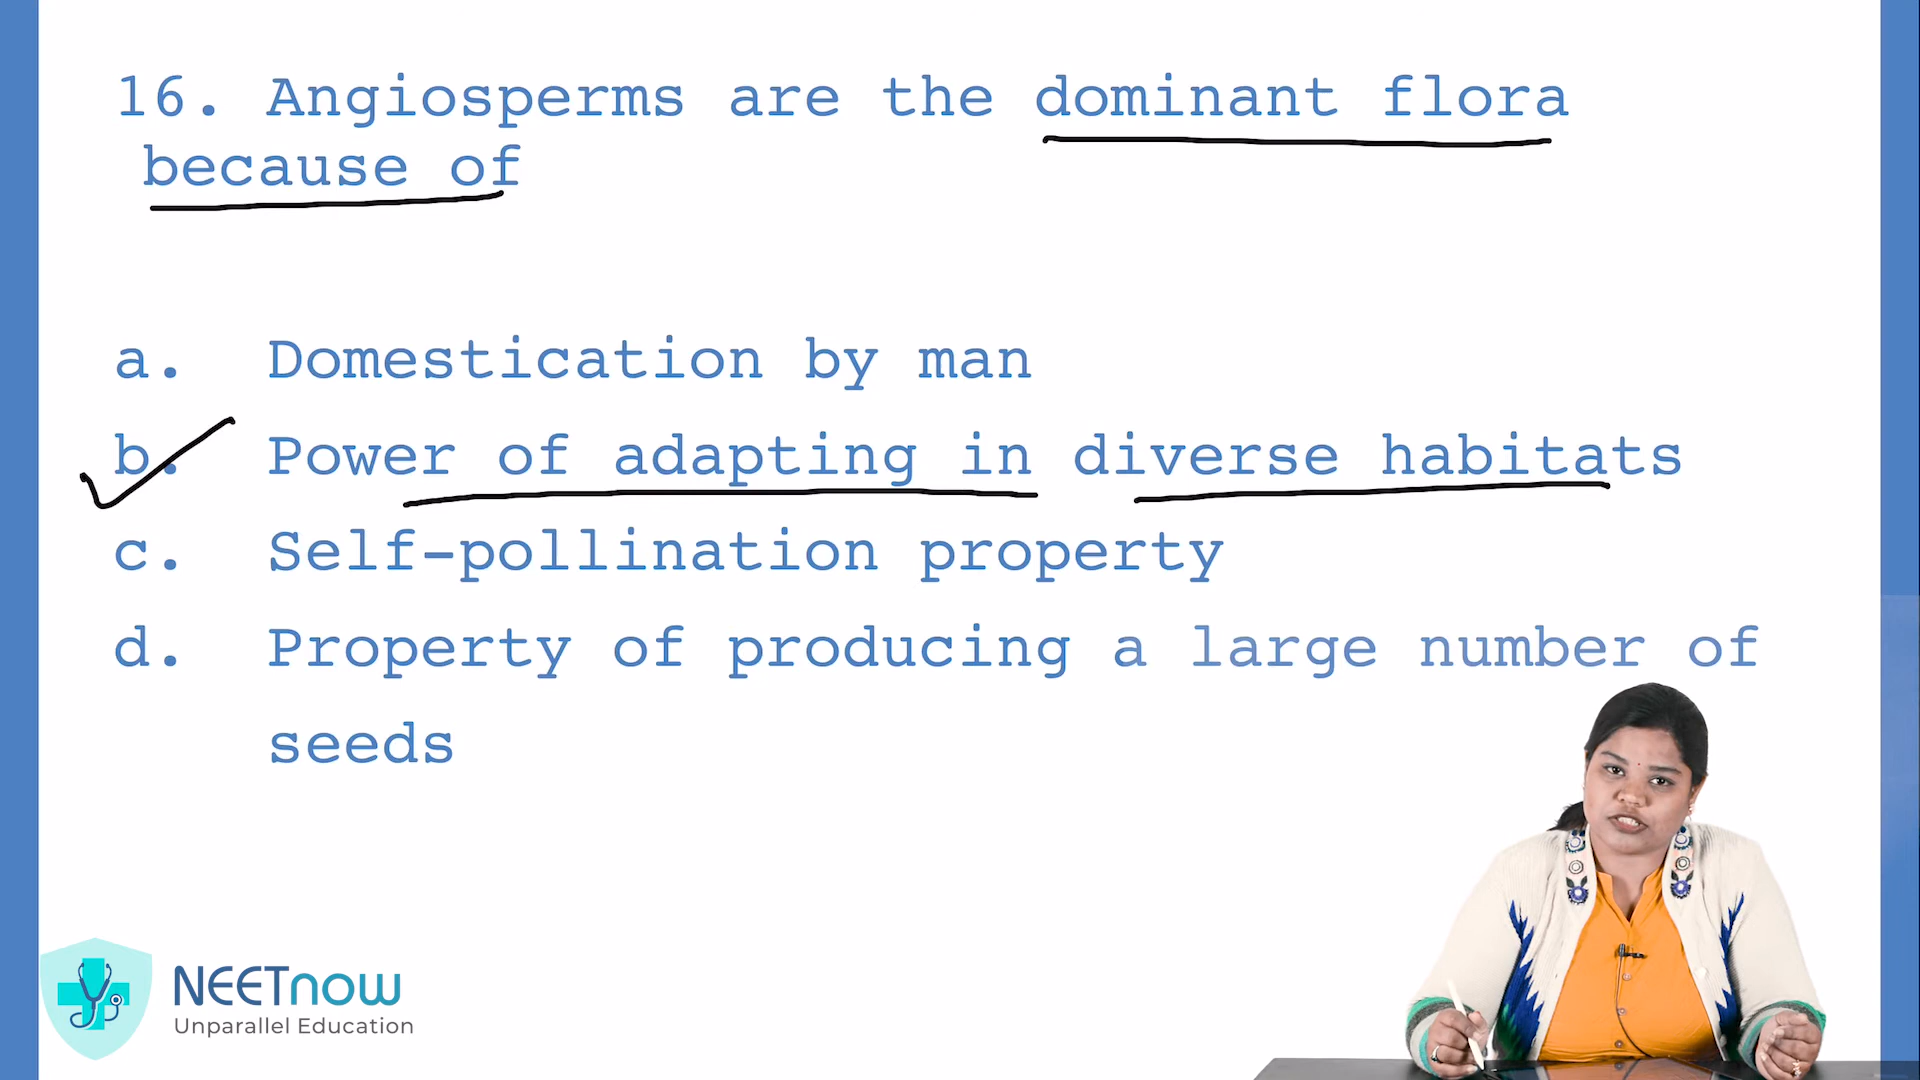 16. Angiosperms are the dominant flora
because of
a. Domestication by man
b. Power of adapting in diverse habitats
c. Self-pollination property
d. Property of producing a large number of
seeds
NEETnow
Unparallel Education